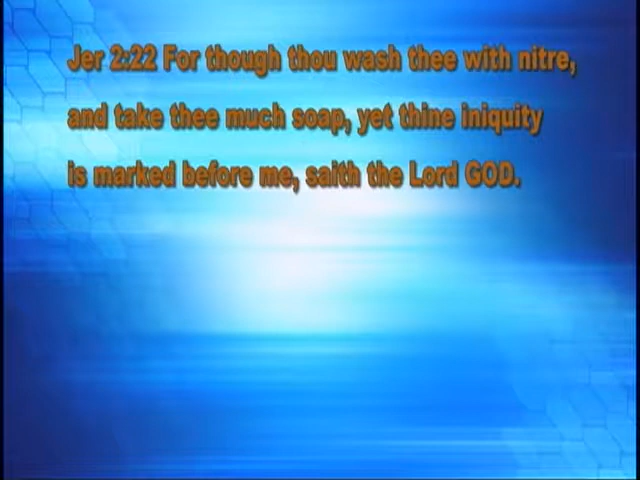 Jer 2:22 For though thou wash thee with nitre,
and take thee much soap, yet thine iniquity
is marked before me, saith the Lord GOD.